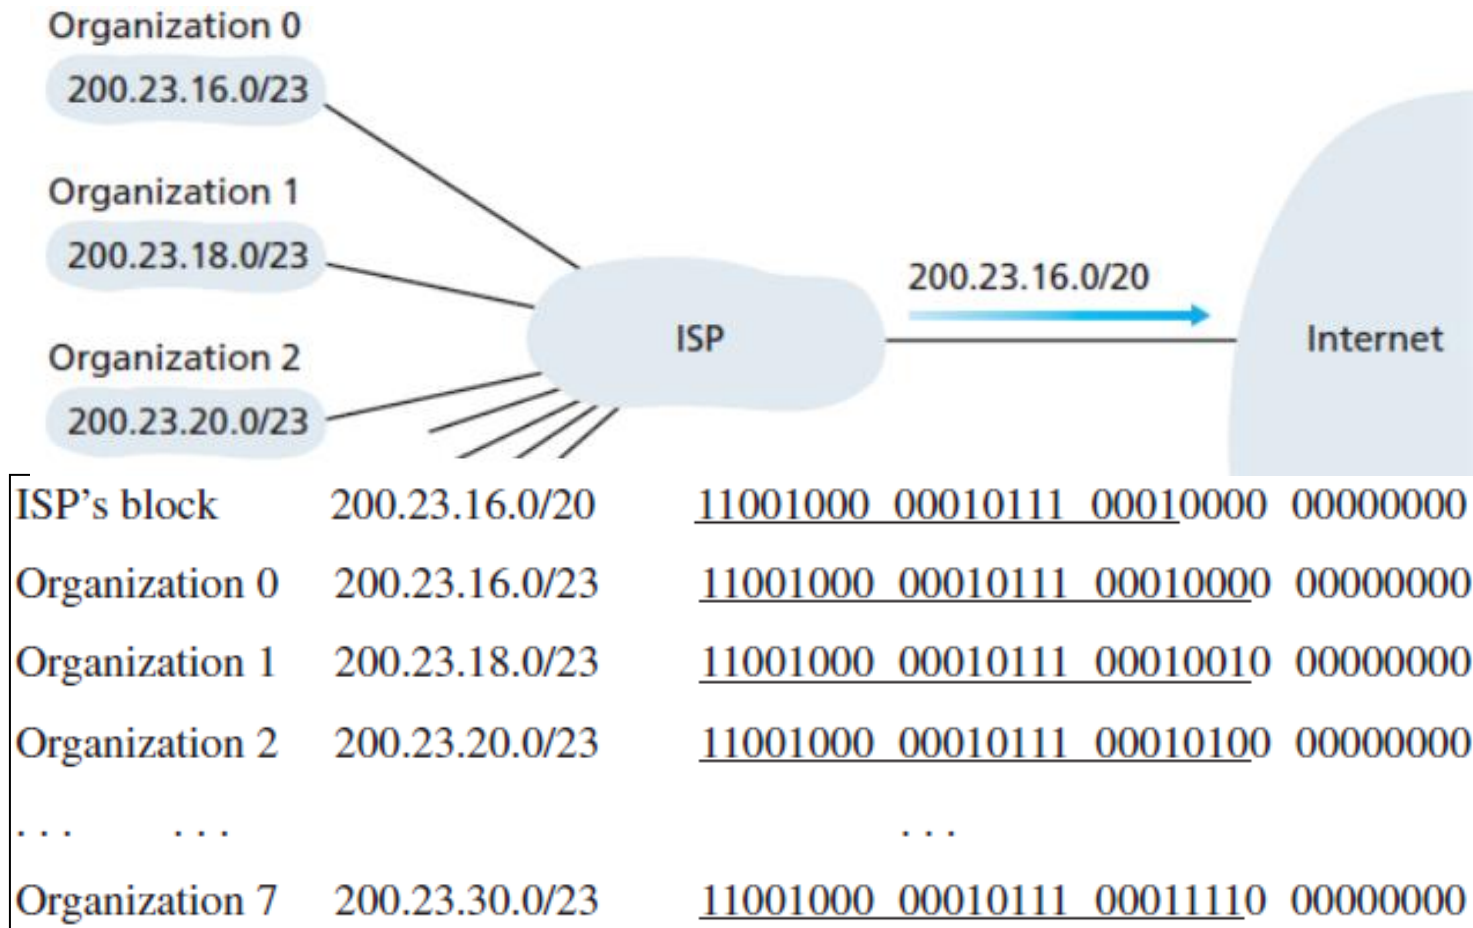 Organization 0
200.23.16.0/23
Organization 1
200.23.18.0/23
200.23.16.0/20
ISP
Internet
Organization 2
200.23.20.0/23
ISP's block 200.23.16.0/20 11001000 00010111 00010000 00000000
Organization 0 200.23.16.0/23 11001000 00010111 00010000 00000000
Organization 1 200.23.18.0/23 11001000 00010111 00010010 00000000
Organization 2 200.23.20.0/23 11001000 00010111 00010100 00000000
. . . . . . . . .
Organization 7 200.23.30.0/23 11001000 00010111 00011110 00000000